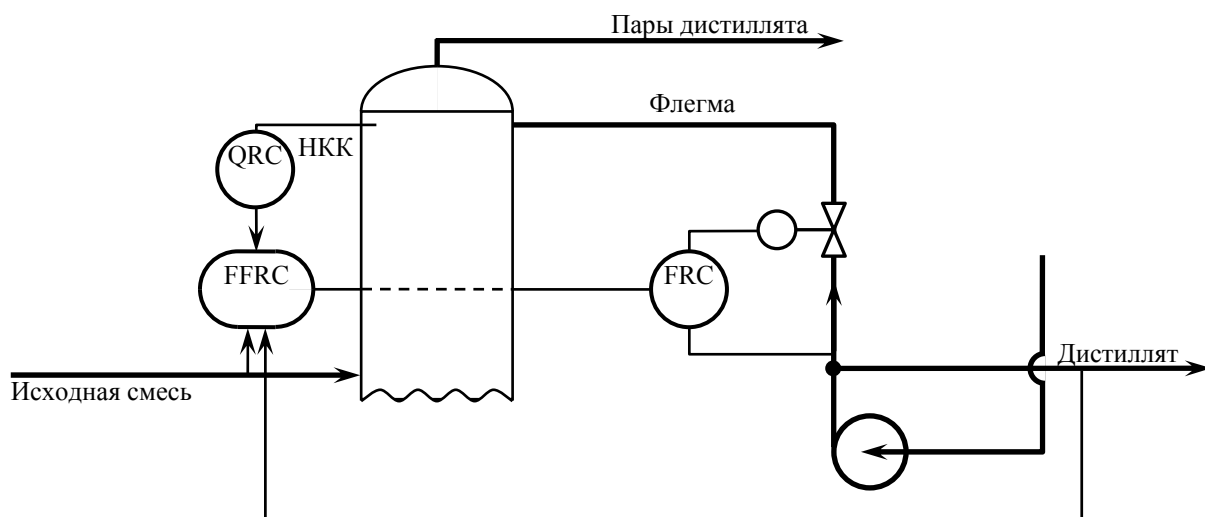 Пары дистиллята
Флегма
НКК
QRC
FFRC
FRC
Дистиллят
Исходная смесь